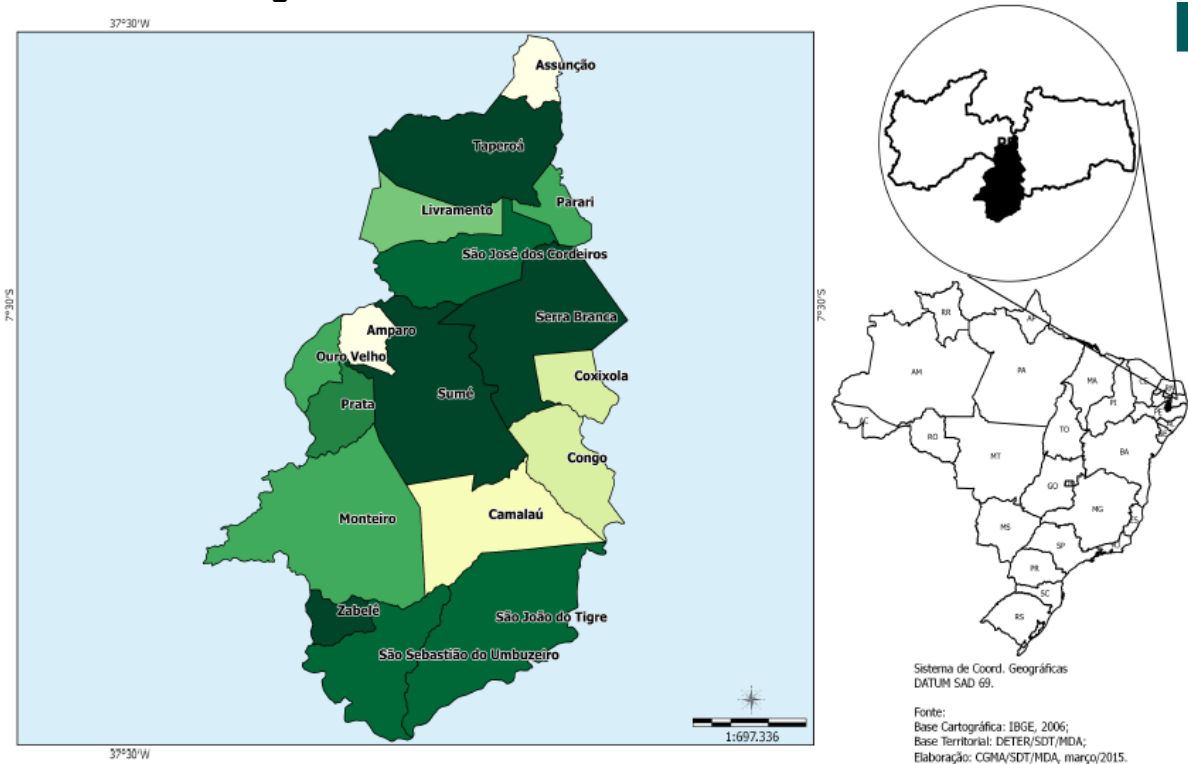 37°30'W
Assunção
Taperoá
Livramento
Parari
São José dos Cordeiros
7°30'S
7°30'S
Amparo
Serra Branca
Ouro Velho
Coxixola
Prata
Sumé
Congo
Monteiro
Camalaú
Zabelé
São João do Tigre
São Sebastião do Umbuzeiro
1:697.336
37°30'W
RR
AP
AM
PA
MA
PI
PE
AC
RO
TO
BA
MT
GO
MG
MS
ES
SP
PR
SC
RS
Sistema de Coord. Geográficas
DATUM SAD 69.
Fonte:
Base Cartográfica: IBGE, 2006;
Base Territorial: DETER/SDT/MDA;
Elaboração: CGMA/SDT/MDA, março/2015.